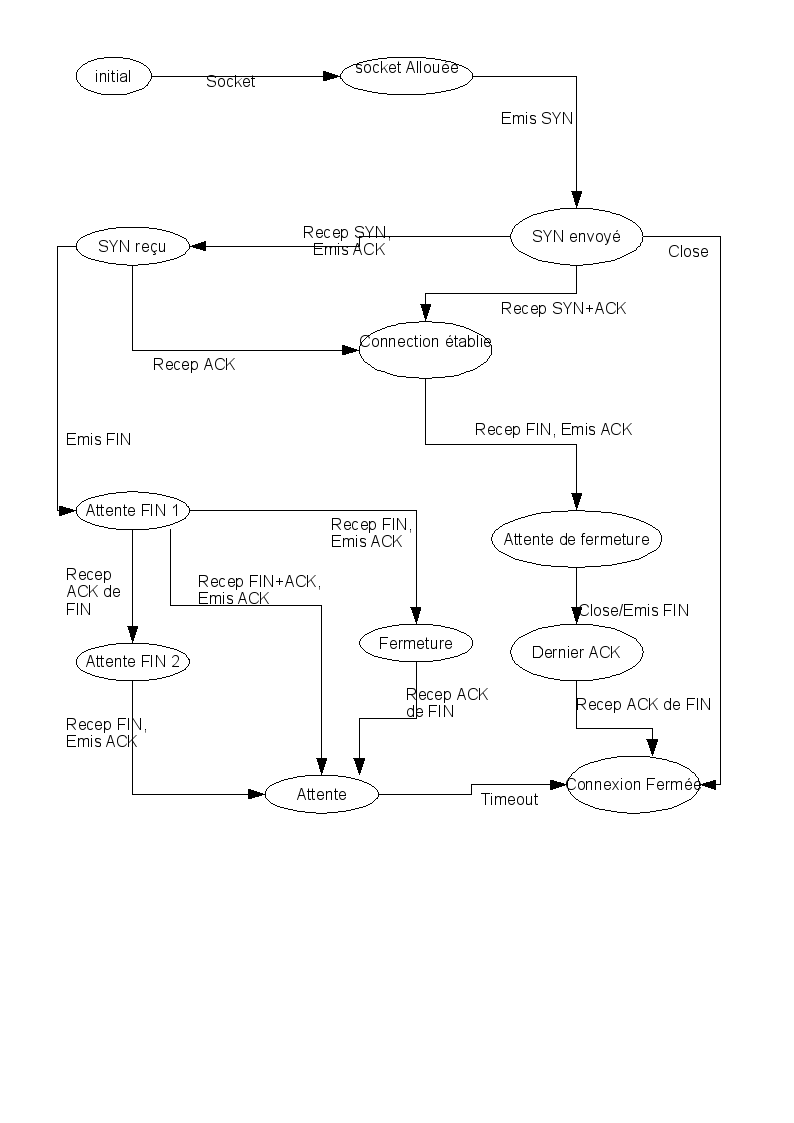 initial
Socket
socket Allouée
Emis SYN
SYN reçu
Recep SYN,
Emis ACK
SYN envoyé
Close
Recep SYN+ACK
Connection établie
Recep ACK
Recep FIN, Emis ACK
Emis FIN
Attente FIN 1
Recep FIN,
Emis ACK
Attente de fermeture
Recep
ACK de
FIN
Recep FIN+ACK,
Emis ACK
Close/Emis FIN
Fermeture
Dernier ACK
Attente FIN 2
Recep ACK
de FIN
Recep ACK de FIN
Recep FIN,
Emis ACK
Attente
Timeout
Connexion Fermée